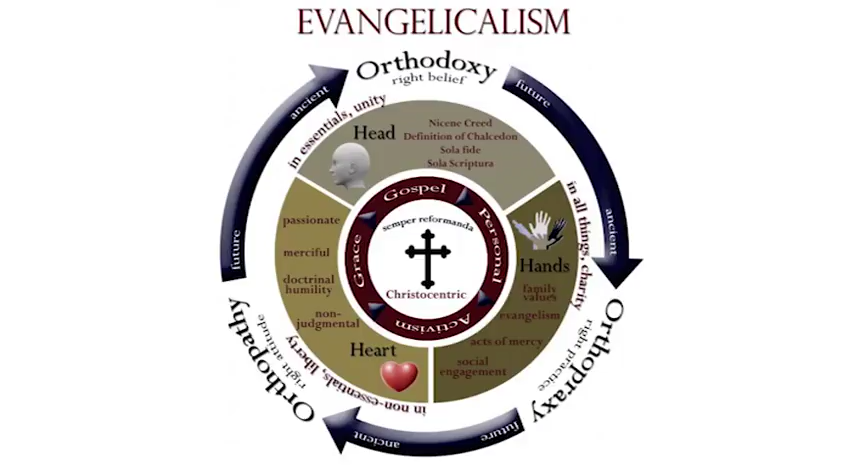 EVANGELICALISM
Orthodoxy
right belief
ancient
future
in essentials, unity
Head
Nicene Creed
Definition of Chalcedon
Sola fide
Sola Scriptura
in all things, charity
ancient
Hands
family
values
evangelism
acts of mercy
social
engagement
Orthopraxy
right practice
future
ancient
passionate
merciful
doctrinal
humility
non-
judgmental
Heart
in non-essentials, liberty
Orthopathy
right attitude
future
Gospel
Personal
Activism
Grace
semper reformanda
Christocentric